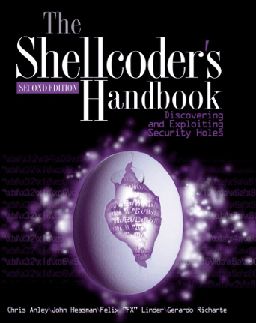 The
Shellcoder's
SECOND EDITION
Handbook
Discovering
and Exploiting
Security Holes
Chris Anley John Heasman Felix "FX" Linder Gerardo Richarte